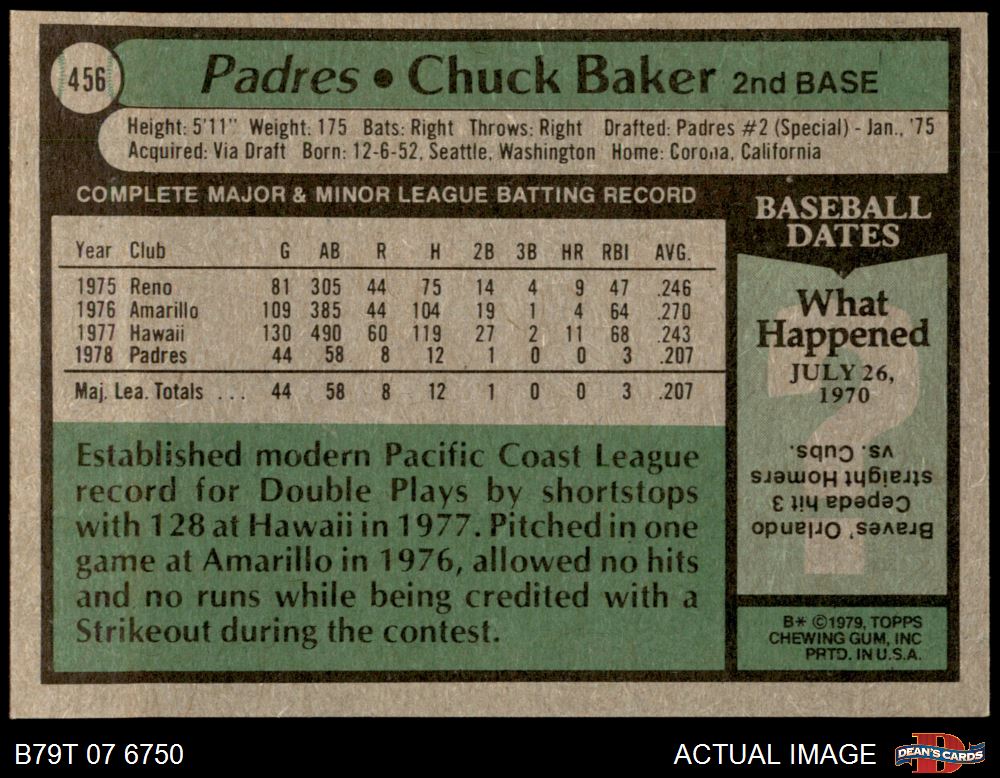 456
Padres • Chuck Baker 2nd BASE
Height: 5'11" Weight: 175 Bats: Right Throws: Right Drafted: Padres #2 (Special) - Jan., '75
Acquired: Via Draft Born: 12-6-52, Seattle, Washington Home: Corona, California
COMPLETE MAJOR & MINOR LEAGUE BATTING RECORD
Year Club G AB R H 2B 3B HR RBI AVG.
1975 Reno 81 305 44 75 14 4 9 47 .246
1976 Amarillo 109 385 44 104 19 1 4 64 .270
1977 Hawaii 130 490 60 119 27 2 11 68 .243
1978 Padres 44 58 8 12 1 0 0 3 .207
Maj. Lea. Totals ... 44 58 8 12 1 0 0 3 .207
Established modern Pacific Coast League
record for Double Plays by shortstops
with 128 at Hawaii in 1977. Pitched in one
game at Amarillo in 1976, allowed no hits
and no runs while being credited with a
Strikeout during the contest.
BASEBALL
DATES
What
Happened
JULY 26,
1970
Braves' Orlando
Cepeda hit 3
straight Homers
vs. Cubs.
B* ©1979, TOPPS
CHEWING GUM, INC
PRTD. IN U.S.A.
B79T 07 6750
ACTUAL IMAGE
D
DEAN'S CARDS